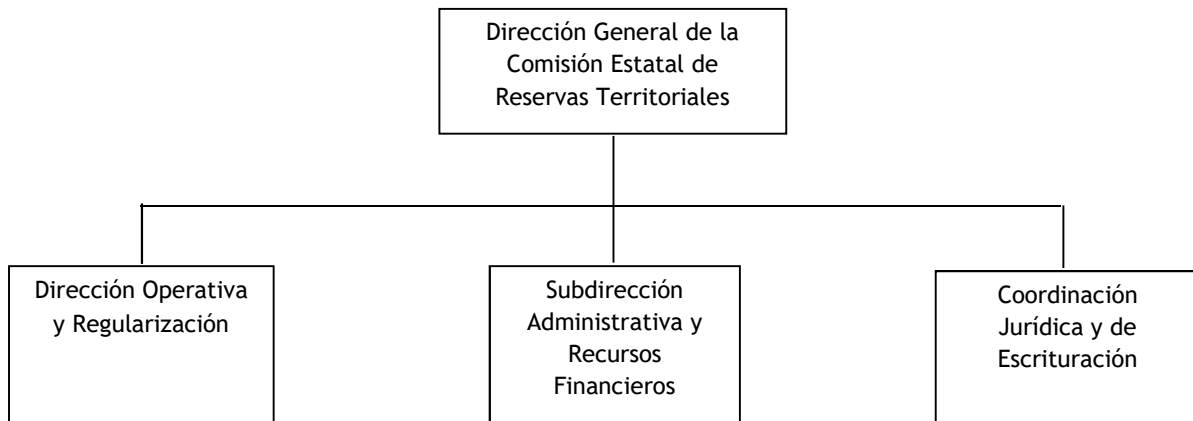 Dirección General de la
Comisión Estatal de
Reservas Territoriales
Dirección Operativa
y Regularización
Subdirección
Administrativa y
Recursos
Financieros
Coordinación
Jurídica y de
Escrituración